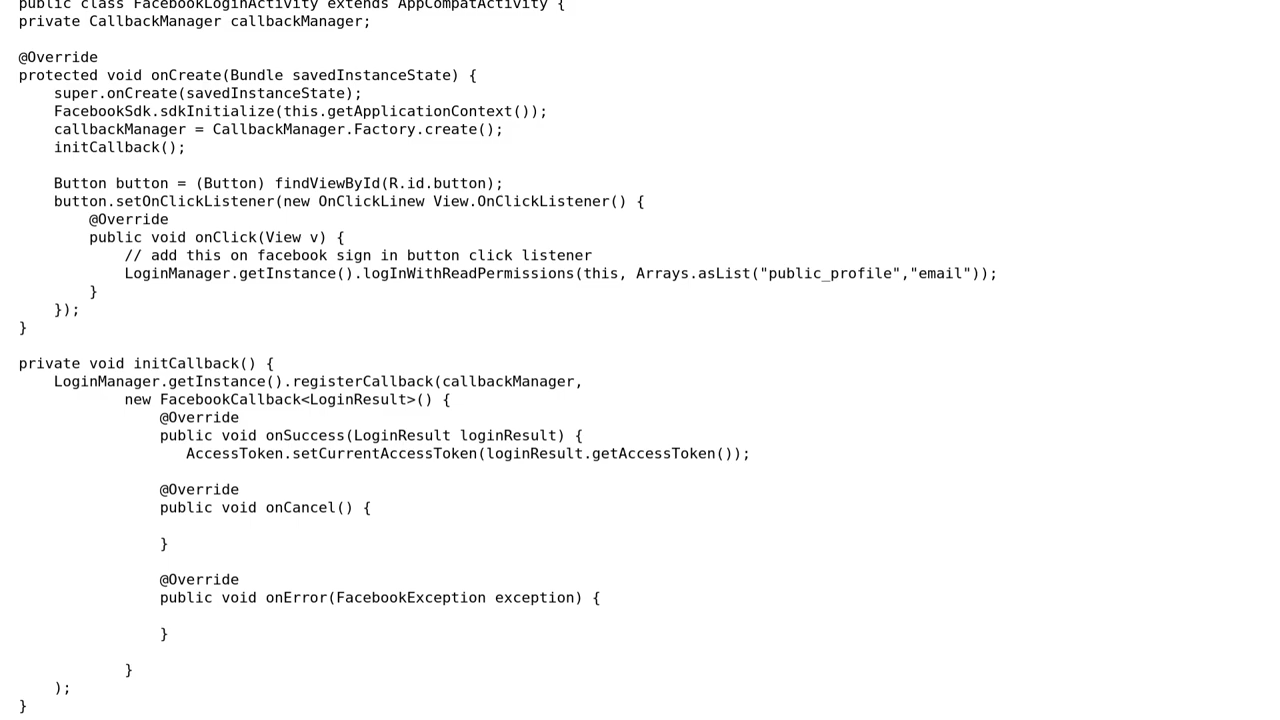 public class FacebookLoginActivity extends AppCompatActivity {
private CallbackManager callbackManager;

@Override
protected void onCreate(Bundle savedInstanceState) {
    super.onCreate(savedInstanceState);
    FacebookSdk.sdkInitialize(this.getApplicationContext());
    callbackManager = CallbackManager.Factory.create();
    initCallback();

    Button button = (Button) findViewById(R.id.button);
    button.setOnClickListener(new OnClickLinew View.OnClickListener() {
        @Override
        public void onClick(View v) {
            // add this on facebook sign in button click listener
            LoginManager.getInstance().logInWithReadPermissions(this, Arrays.asList("public_profile","email"));
        }
    });
}

private void initCallback() {
    LoginManager.getInstance().registerCallback(callbackManager,
            new FacebookCallback<LoginResult>() {
                @Override
                public void onSuccess(LoginResult loginResult) {
                   AccessToken.setCurrentAccessToken(loginResult.getAccessToken());

                @Override
                public void onCancel() {

                }

                @Override
                public void onError(FacebookException exception) {

                }

            }
    );
}